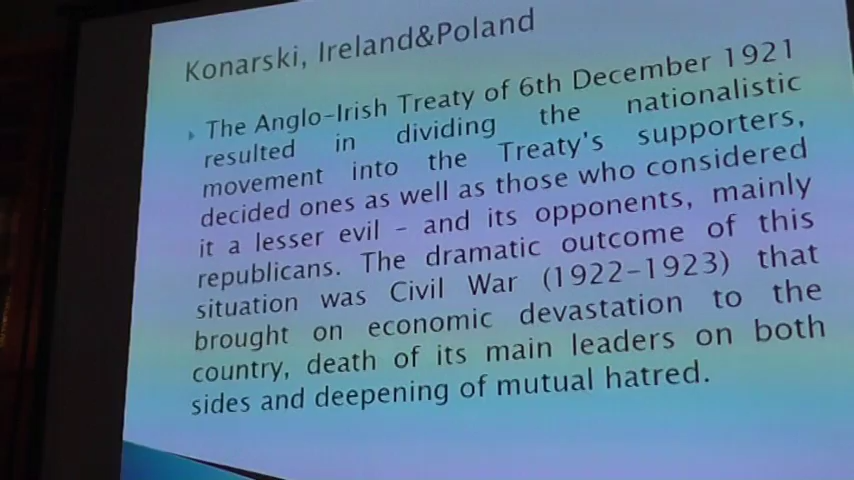 Konarski, Ireland&Poland
The Anglo-Irish Treaty of 6th December 1921
resulted in dividing the nationalistic
movement into the Treaty's supporters,
decided ones as well as those who considered
it a lesser evil – and its opponents, mainly
republicans. The dramatic outcome of this
situation was Civil War (1922-1923) that
brought on economic devastation to the
country, death of its main leaders on both
sides and deepening of mutual hatred.